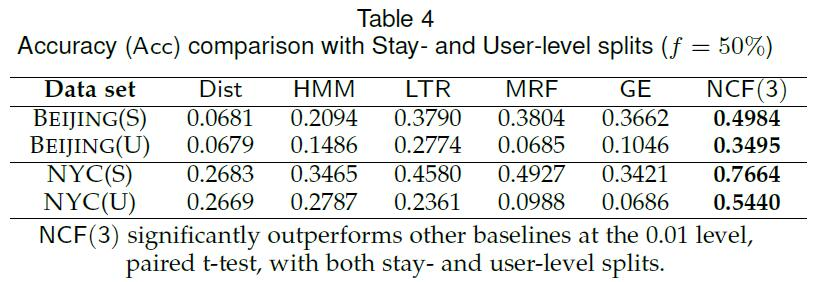 Table 4
Accuracy (Acc) comparison with Stay- and User-level splits (f = 50%)
Data set Dist HMM LTR MRF GE NCF(3)
BEIJING(S) 0.0681 0.2094 0.3790 0.3804 0.3662 0.4984
BEIJING(U) 0.0679 0.1486 0.2774 0.0685 0.1046 0.3495
NYC(S) 0.2683 0.3465 0.4580 0.4927 0.3421 0.7664
NYC(U) 0.2669 0.2787 0.2361 0.0988 0.0686 0.5440
NCF(3) significantly outperforms other baselines at the 0.01 level,
paired t-test, with both stay- and user-level splits.